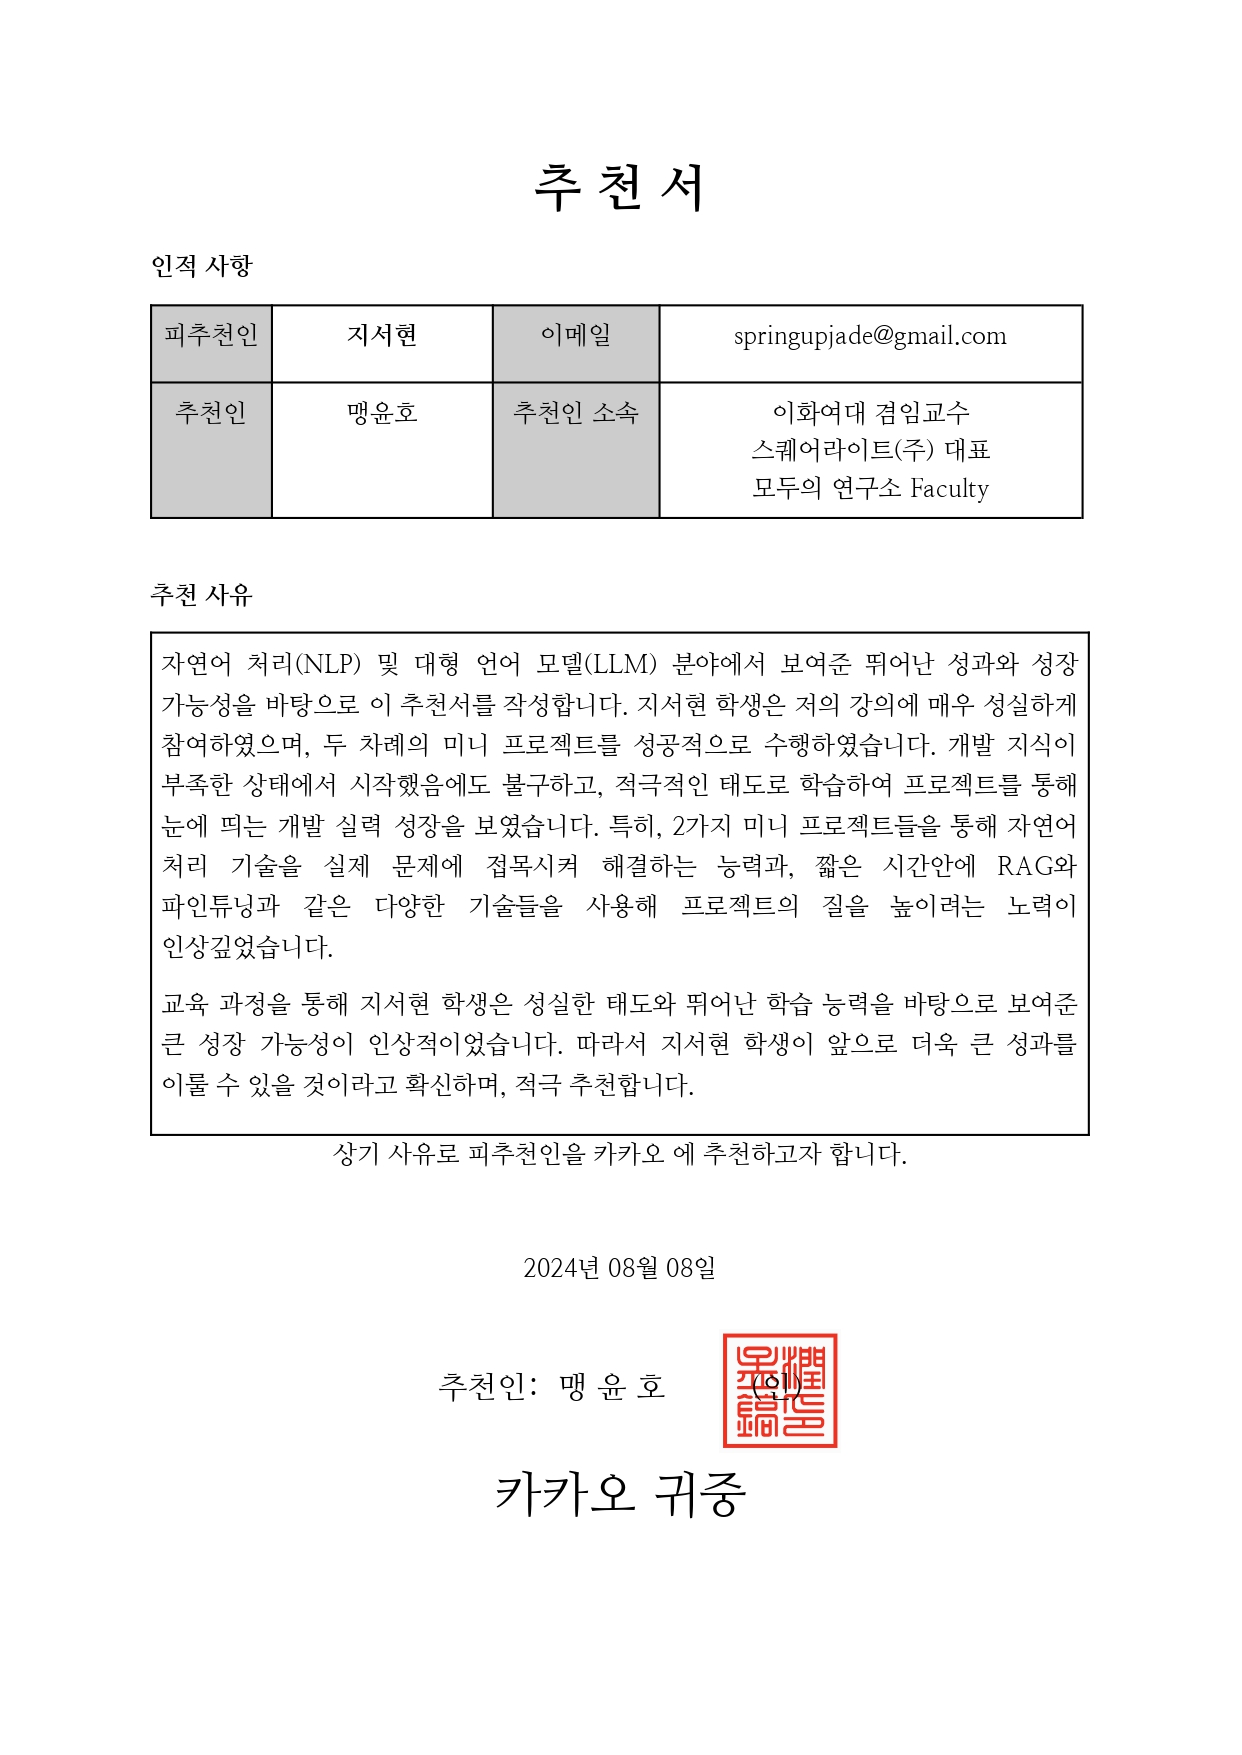 추 천 서
인적 사항
피추천인 지서현 이메일 springupjade@gmail.com
추천인 맹윤호 추천인 소속 이화여대 겸임교수
스퀘어라이트(주) 대표
모두의 연구소 Faculty
추천 사유
자연어 처리(NLP) 및 대형 언어 모델(LLM) 분야에서 보여준 뛰어난 성과와 성장
가능성을 바탕으로 이 추천서를 작성합니다. 지서현 학생은 저의 강의에 매우 성실하게
참여하였으며, 두 차례의 미니 프로젝트를 성공적으로 수행하였습니다. 개발 지식이
부족한 상태에서 시작했음에도 불구하고, 적극적인 태도로 학습하여 프로젝트를 통해
눈에 띄는 개발 실력 성장을 보였습니다. 특히, 2가지 미니 프로젝트들을 통해 자연어
처리 기술을 실제 문제에 접목시켜 해결하는 능력과, 짧은 시간안에 RAG와
파인튜닝과 같은 다양한 기술들을 사용해 프로젝트의 질을 높이려는 노력이
인상깊었습니다.
교육 과정을 통해 지서현 학생은 성실한 태도와 뛰어난 학습 능력을 바탕으로 보여준
큰 성장 가능성이 인상적이었습니다. 따라서 지서현 학생이 앞으로 더욱 큰 성과를
이룰 수 있을 것이라고 확신하며, 적극 추천합니다.
상기 사유로 피추천인을 카카오 에 추천하고자 합니다.
2024년 08월 08일
추천인: 맹 윤 호 (인)
카카오 귀중